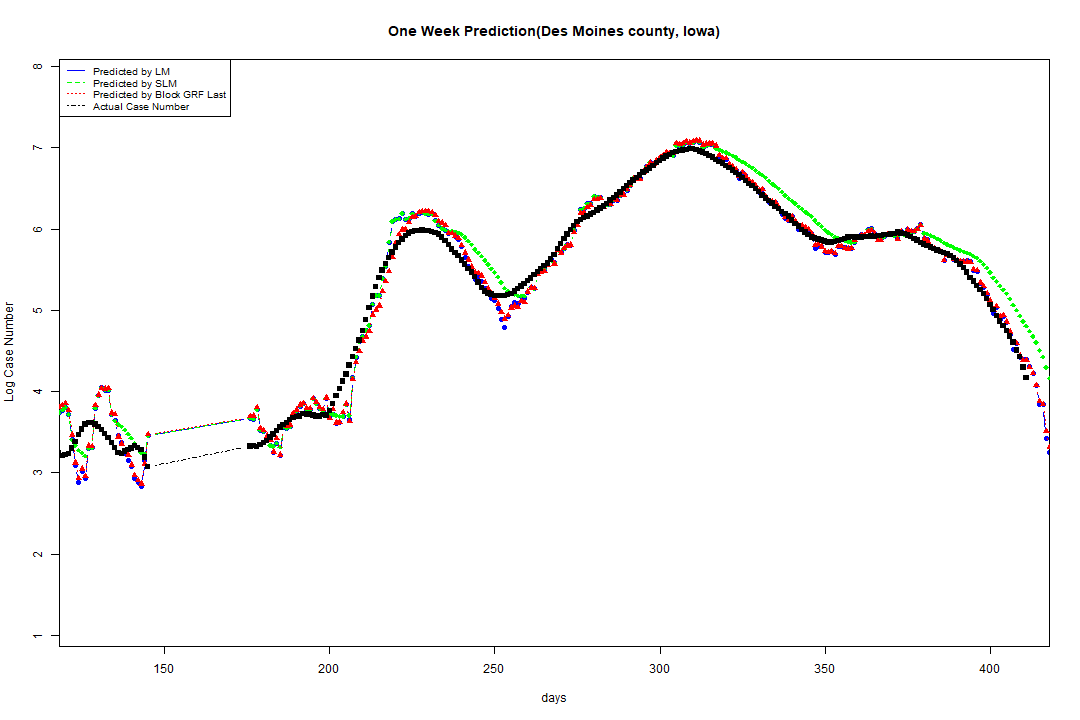 One Week Prediction(Des Moines county, Iowa)
Predicted by LM
Predicted by SLM
Predicted by Block GRF Last
Actual Case Number
8
7
6
5
4
3
2
1
Log Case Number
150 200 250 300 350 400
days